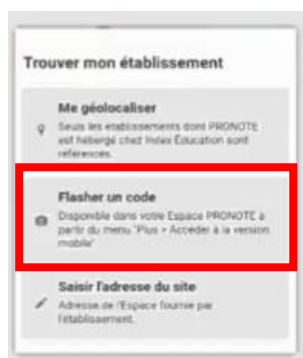 Trouver mon établissement
Me géolocaliser
Seuls les établissements dont PRONOTE
est hébergé chez Index Éducation sont
référencés.
Flasher un code
Disponible dans votre Espace PRONOTE à
partir du menu "Plus > Accéder à la version
mobile"
Saisir l'adresse du site
Adresse de l'Espace fournie par
l'établissement.